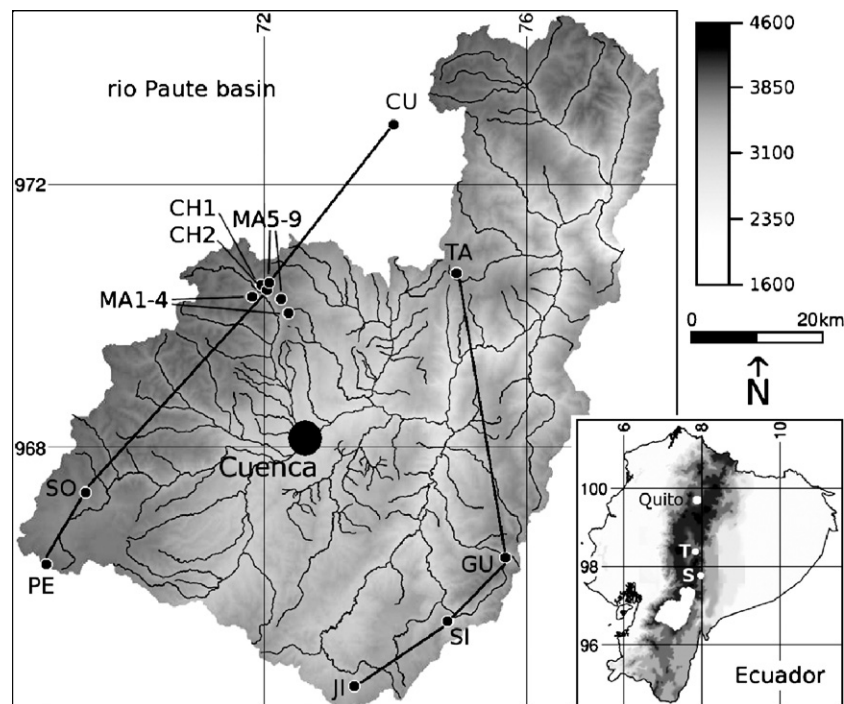 72
76
4600
3850
3100
2350
1600
rio Paute basin
CU
972
CH1
CH2
MA5-9
TA
MA1-4
0
20km
N
968
Cuenca
SO
PE
GU
SI
JI
6
8
10
100
98
96
Quito
T
S
Ecuador